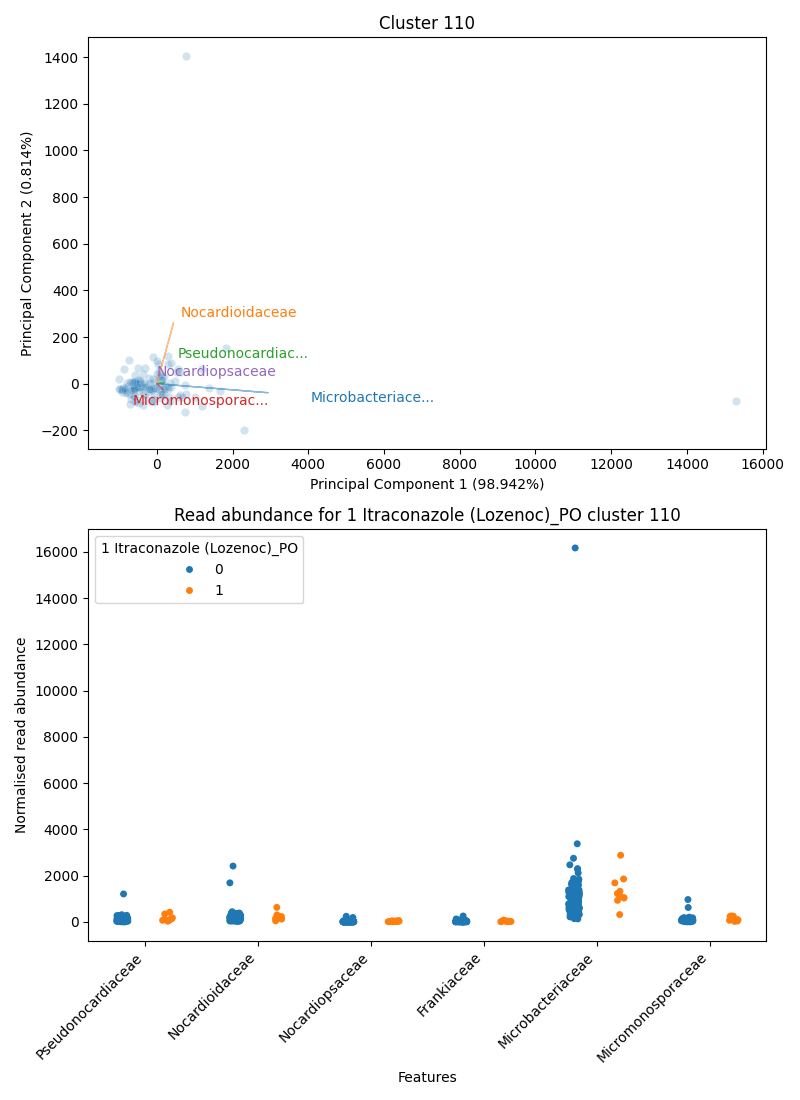 Cluster 110
1400
1200
1000
800
600
400
200
0
−200
Principal Component 2 (0.814%)
Nocardioidaceae
Pseudonocardiac...
Nocardiopsaceae
Micromonosporac...
Microbacteriace...
0 2000 4000 6000 8000 10000 12000 14000 16000
Principal Component 1 (98.942%)
Read abundance for 1 Itraconazole (Lozenoc)_PO cluster 110
1 Itraconazole (Lozenoc)_PO
0
1
16000
14000
12000
10000
8000
6000
4000
2000
0
Normalised read abundance
Pseudonocardiaceae
Nocardioidaceae
Nocardiopsaceae
Frankiaceae
Microbacteriaceae
Micromonosporaceae
Features